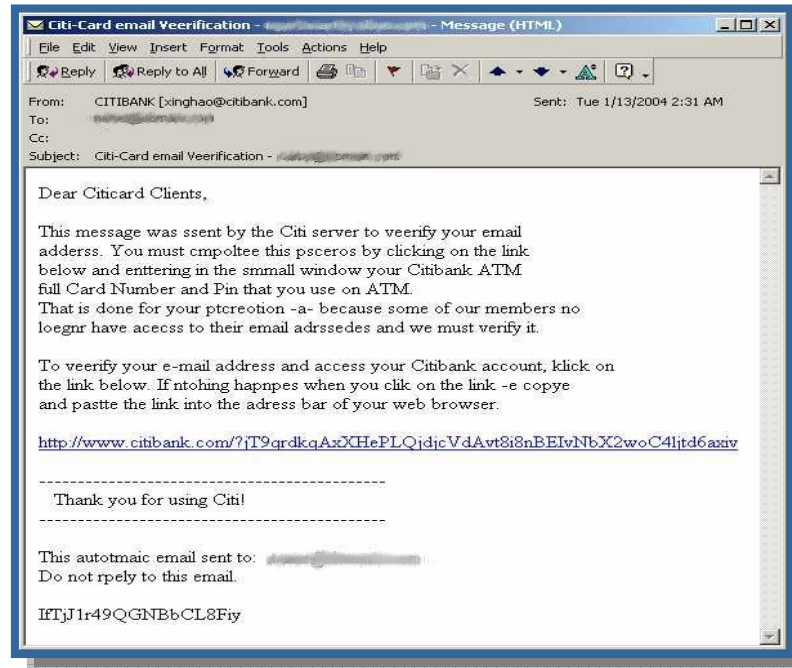 Citi-Card email Veerification - - Message (HTML)
File Edit View Insert Format Tools Actions Help
Reply Reply to All Forward
From: CITIBANK [xinghao@citibank.com] Sent: Tue 1/13/2004 2:31 AM
To:
Cc:
Subject: Citi-Card email Veerification -
Dear Citicard Clients,
This message was ssent by the Citi server to veerify your email
adderss. You must cmpoltee this psceros by clicking on the link
below and enttering in the smmall window your Citibank ATM
full Card Number and Pin that you use on ATM.
That is done for your ptcreotion -a- because some of our members no
loegnr have acecss to their email adrssedes and we must verify it.
To veerify your e-mail address and access your Citibank account, klick on
the link below. If ntohing hapnpes when you clik on the link -e copye
and pastte the link into the adress bar of your web browser.
http://www.citibank.com/?jT9qrdkqAxXHePLQjdjcVdAvt8i8nBEIvNbX2woC4ljtd6axiv
-------------------------------------------
Thank you for using Citi!
-------------------------------------------
This autotmaic email sent to:
Do not rpely to this email.
IfTjJ1r49QGNBbCL8Fiy